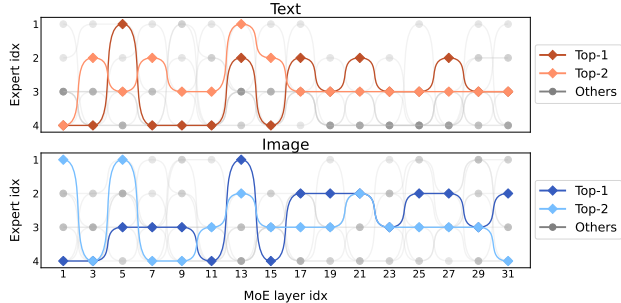 Text
Expert idx
1
2
3
4
Top-1
Top-2
Others
Image
Expert idx
1
2
3
4
Top-1
Top-2
Others
1 3 5 7 9 11 13 15 17 19 21 23 25 27 29 31
MoE layer idx